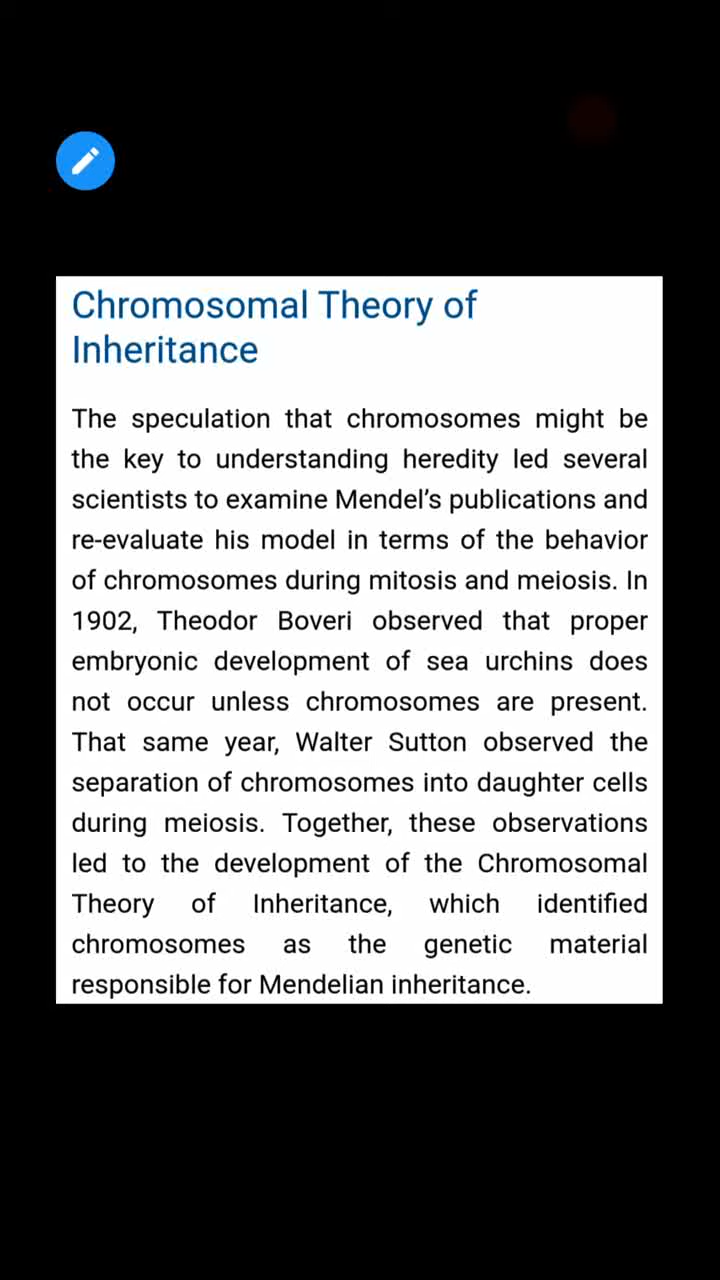 Chromosomal Theory of
Inheritance
The speculation that chromosomes might be
the key to understanding heredity led several
scientists to examine Mendel’s publications and
re-evaluate his model in terms of the behavior
of chromosomes during mitosis and meiosis. In
1902, Theodor Boveri observed that proper
embryonic development of sea urchins does
not occur unless chromosomes are present.
That same year, Walter Sutton observed the
separation of chromosomes into daughter cells
during meiosis. Together, these observations
led to the development of the Chromosomal
Theory of Inheritance, which identified
chromosomes as the genetic material
responsible for Mendelian inheritance.